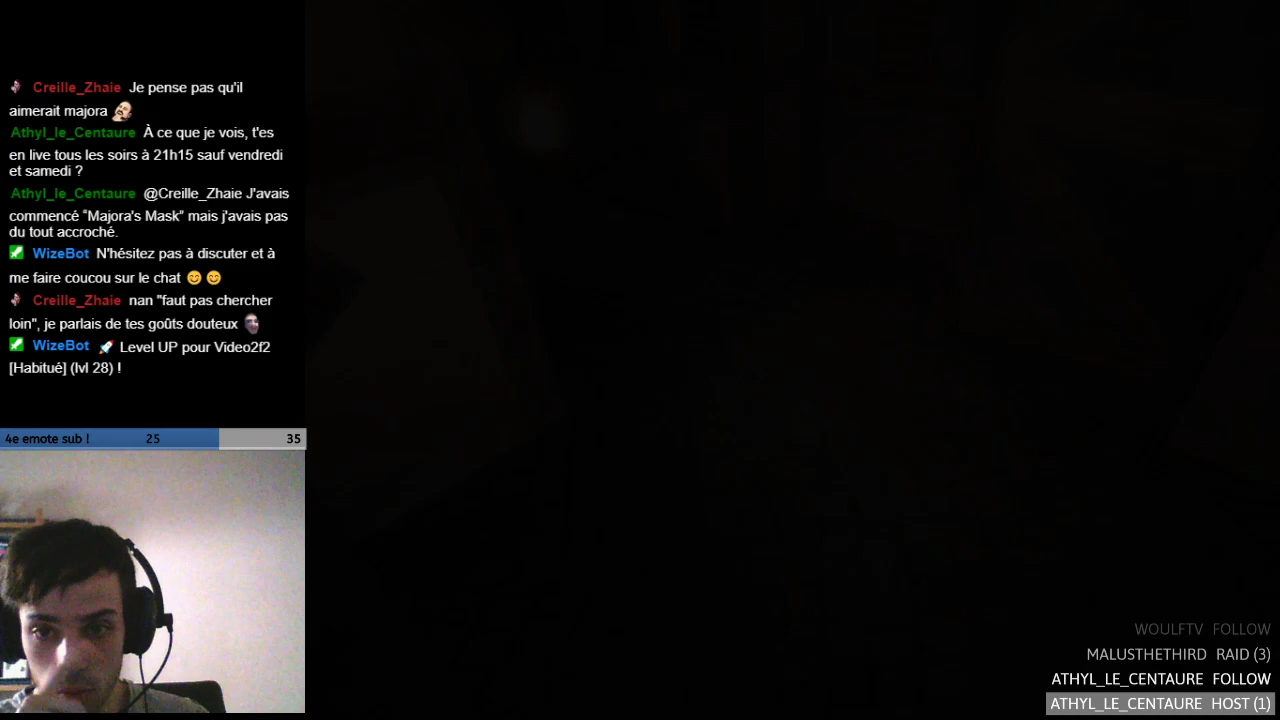 Creille_Zhaie Je pense pas qu'il
aimerait majora
Athyl_le_Centaure À ce que je vois, t'es
en live tous les soirs à 21h15 sauf vendredi
et samedi ?
Athyl_le_Centaure @Creille_Zhaie J'avais
commencé "Majora's Mask" mais j'avais pas
du tout accroché.
WizeBot N'hésitez pas à discuter et à
me faire coucou sur le chat 😊 😊
Creille_Zhaie nan "faut pas chercher
loin", je parlais de tes goûts douteux
WizeBot 🚀 Level UP pour Video2f2
[Habitué] (lvl 28) !
4e emote sub ! 25 35
WOULFTV FOLLOW
MALUSTHETHIRD RAID (3)
ATHYL_LE_CENTAURE FOLLOW
ATHYL_LE_CENTAURE HOST (1)